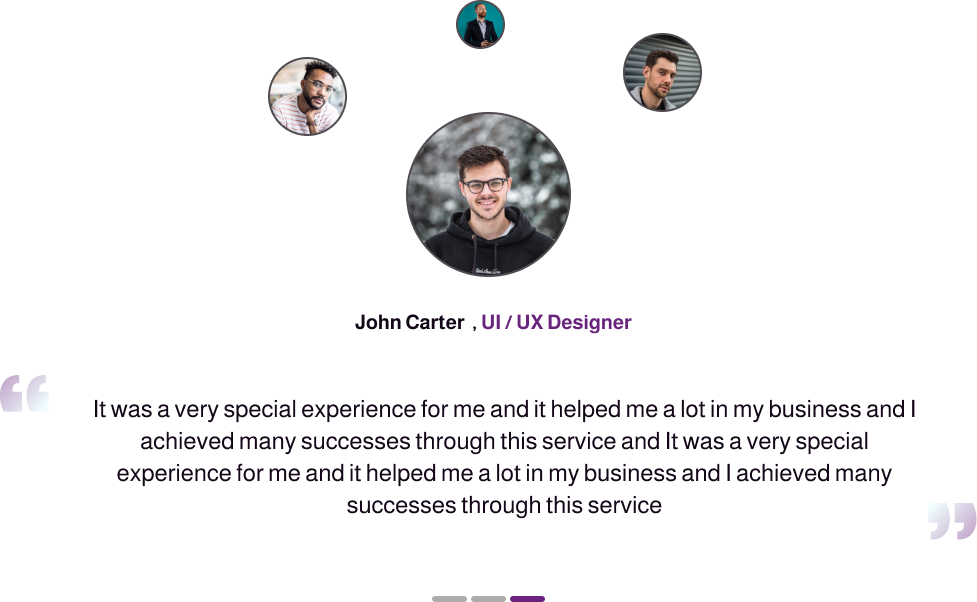 John Carter , UI / UX Designer
It was a very special experience for me and it helped me a lot in my business and I
achieved many successes through this service and It was a very special
experience for me and it helped me a lot in my business and I achieved many
successes through this service